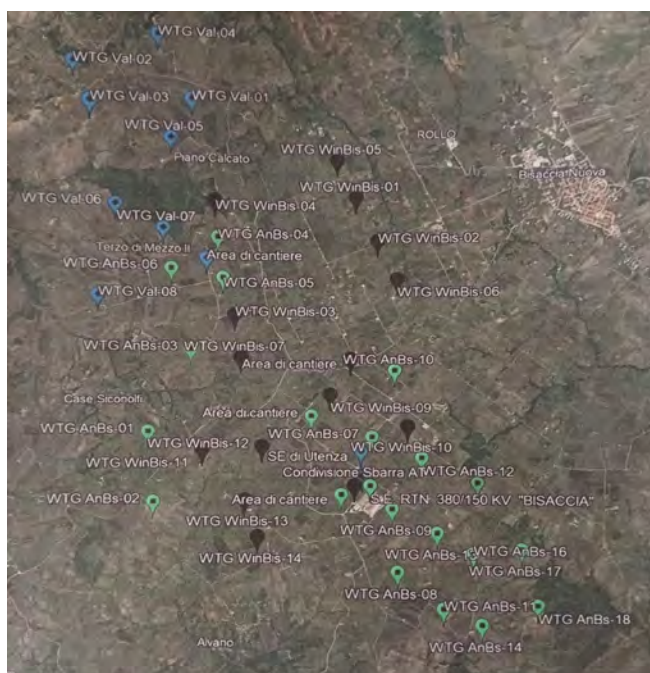 WTG Val-04
WTG Val-02
WTG Val-03
WTG Val-01
WTG Val-05
ROLLO
Piano Calcato
WTG WinBis-05
Bisaccia Nuova
WTG WinBis-01
WTG Val-06
WTG WinBis-04
WTG Val-07
WTG AnBs-04
WTG WinBis-02
Terzo di Mezzo II
Area di cantiere
WTG AnBs-06
WTG AnBs-05
WTG WinBis-06
WTG Val-08
WTG WinBis-03
WTG AnBs-03
WTG WinBis-07
WTG AnBs-10
Area di cantiere
Case Siconolfi
WTG WinBis-09
Area di cantiere
WTG AnBs-01
WTG AnBs-07
WTG WinBis-12
WTG WinBis-10
SE di Utenza
WTG WinBis-11
Condivisione Sbarra AT
WTG AnBs-12
WTG AnBs-02
Area di cantiere
S.E. RTN 380/150 KV "BISACCIA"
WTG WinBis-13
WTG AnBs-09
WTG WinBis-14
WTG AnBs-16
WTG AnBs-17
WTG AnBs-08
WTG AnBs-11
WTG AnBs-18
Alvano
WTG AnBs-14